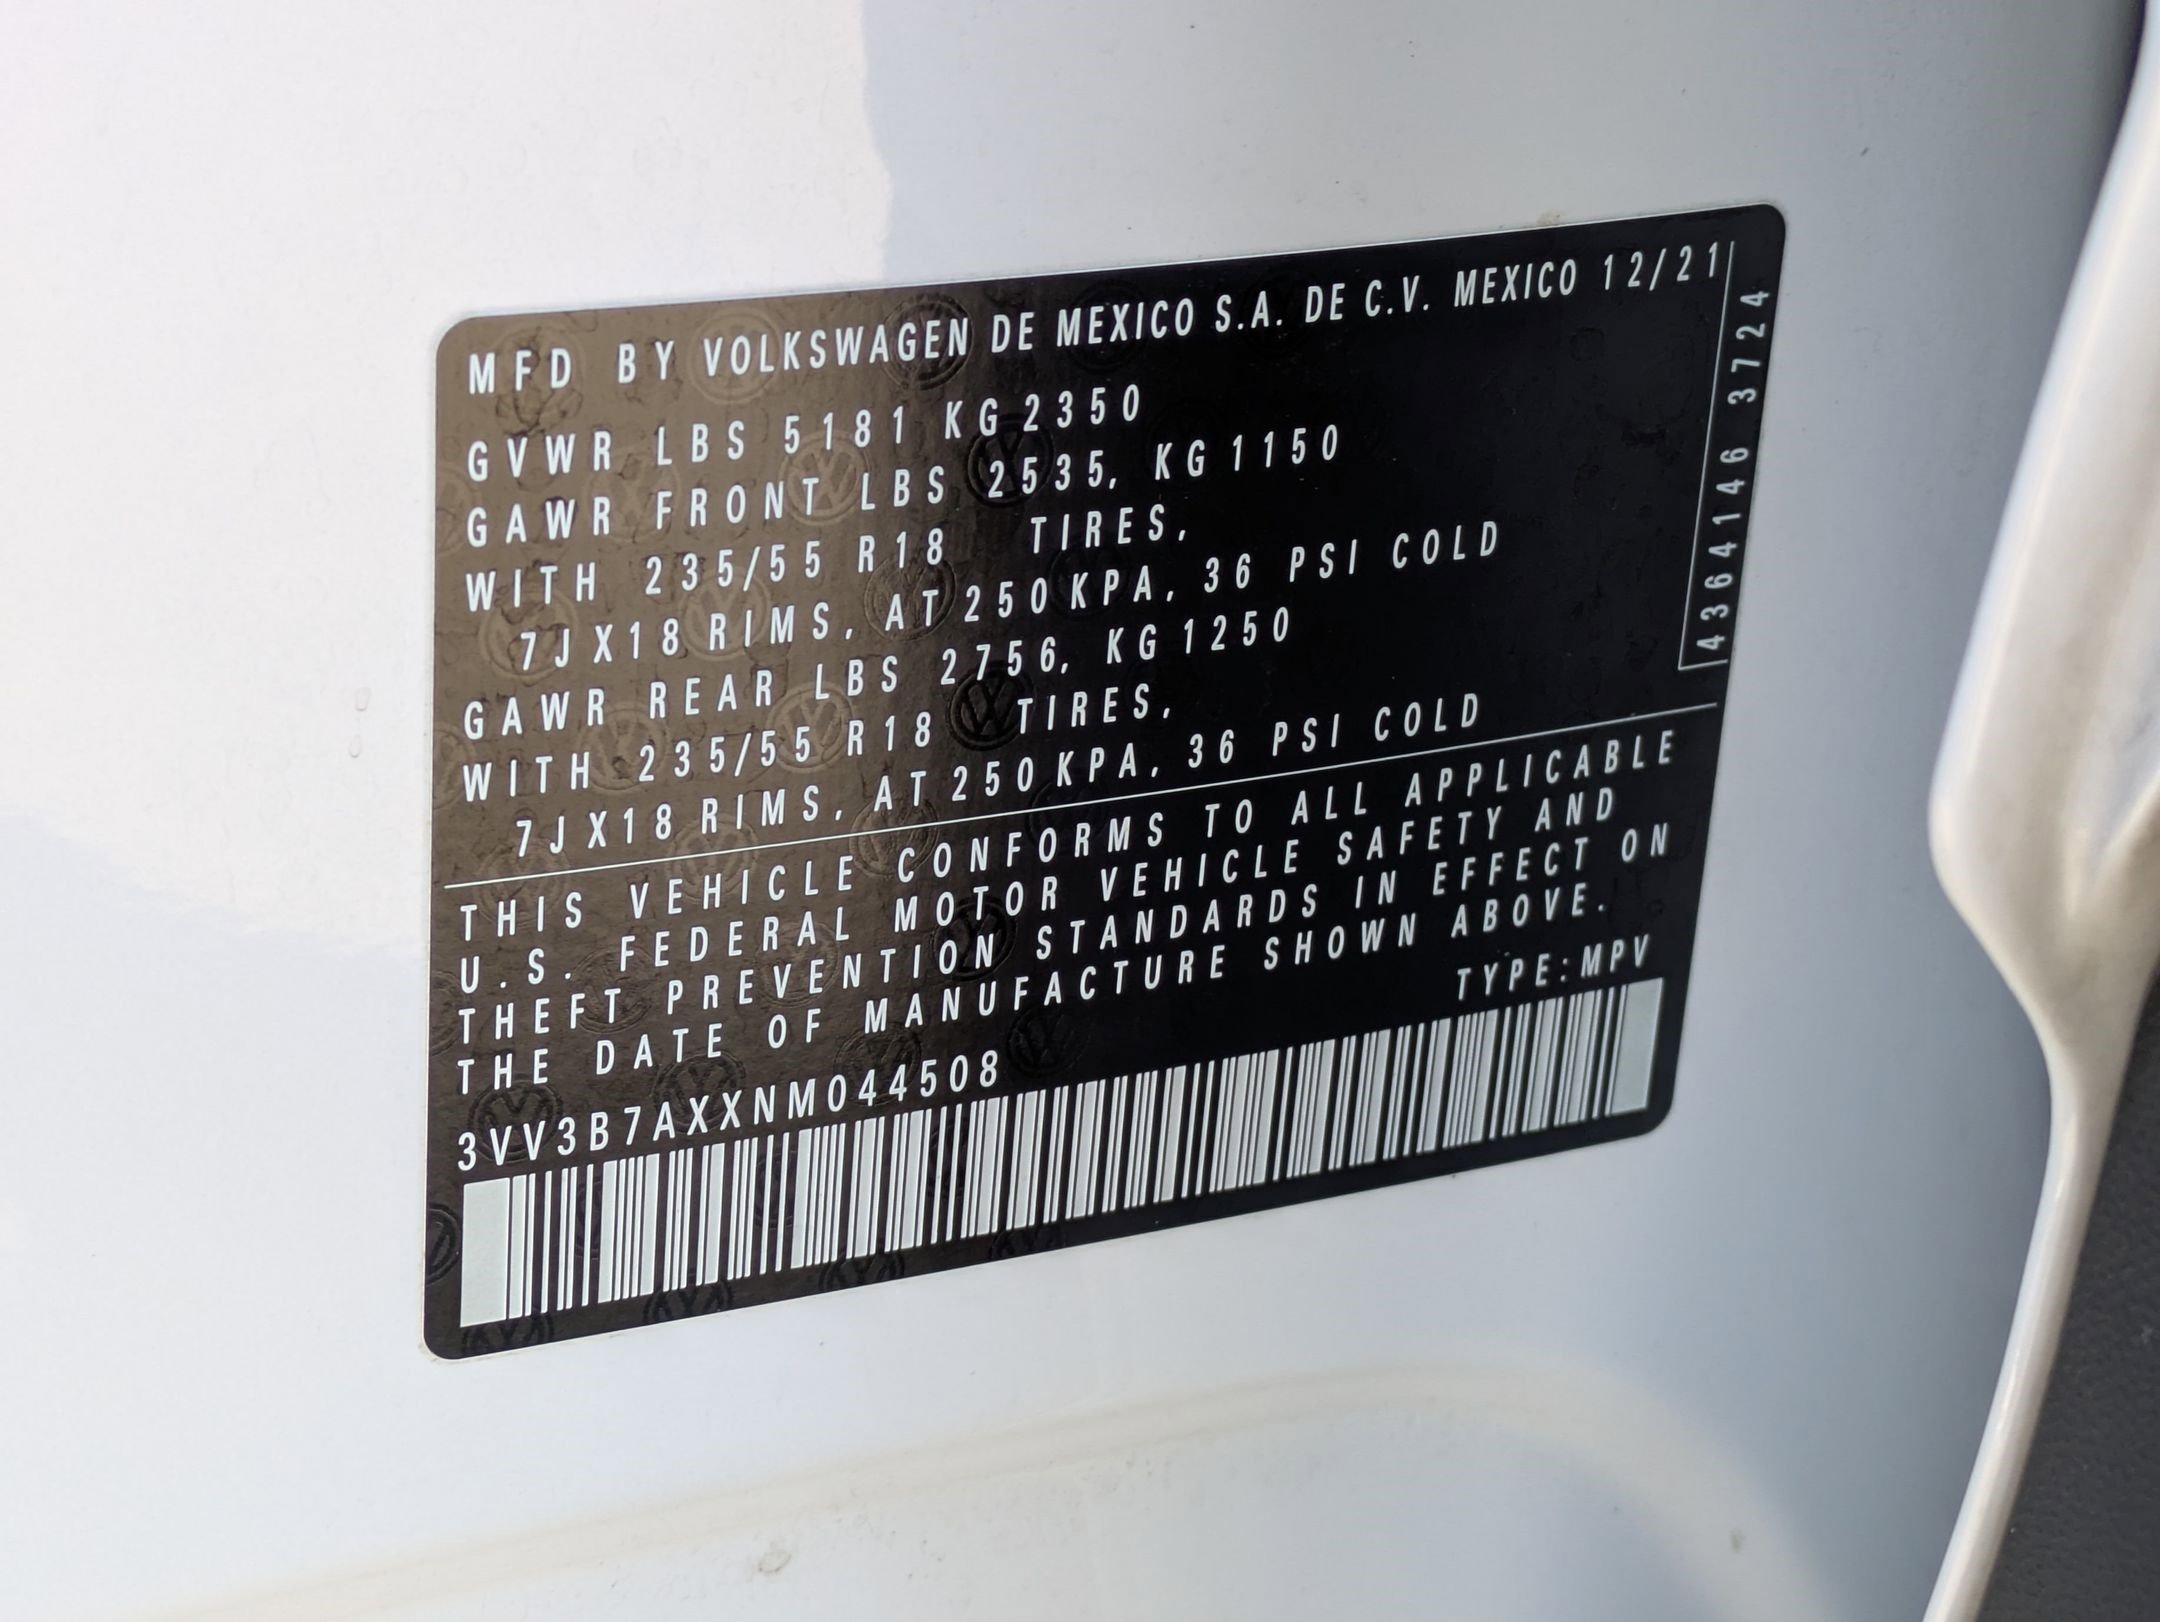 MFD BY VOLKSWAGEN DE MEXICO S.A. DE C.V. MEXICO 12/21
GVWR LBS 5181 KG 2350
GAWR FRONT LBS 2535, KG 1150
WITH 235/55 R18 TIRES,
7J X18 RIMS, AT 250 KPA, 36 PSI COLD
GAWR REAR LBS 2756, KG 1250
WITH 235/55 R18 TIRES,
7J X18 RIMS, AT 250 KPA, 36 PSI COLD
4364146 3724
THIS VEHICLE CONFORMS TO ALL APPLICABLE
U.S. FEDERAL MOTOR VEHICLE SAFETY AND
THEFT PREVENTION STANDARDS IN EFFECT ON
THE DATE OF MANUFACTURE SHOWN ABOVE.
TYPE:MPV
3VV3B7AXXNM044508